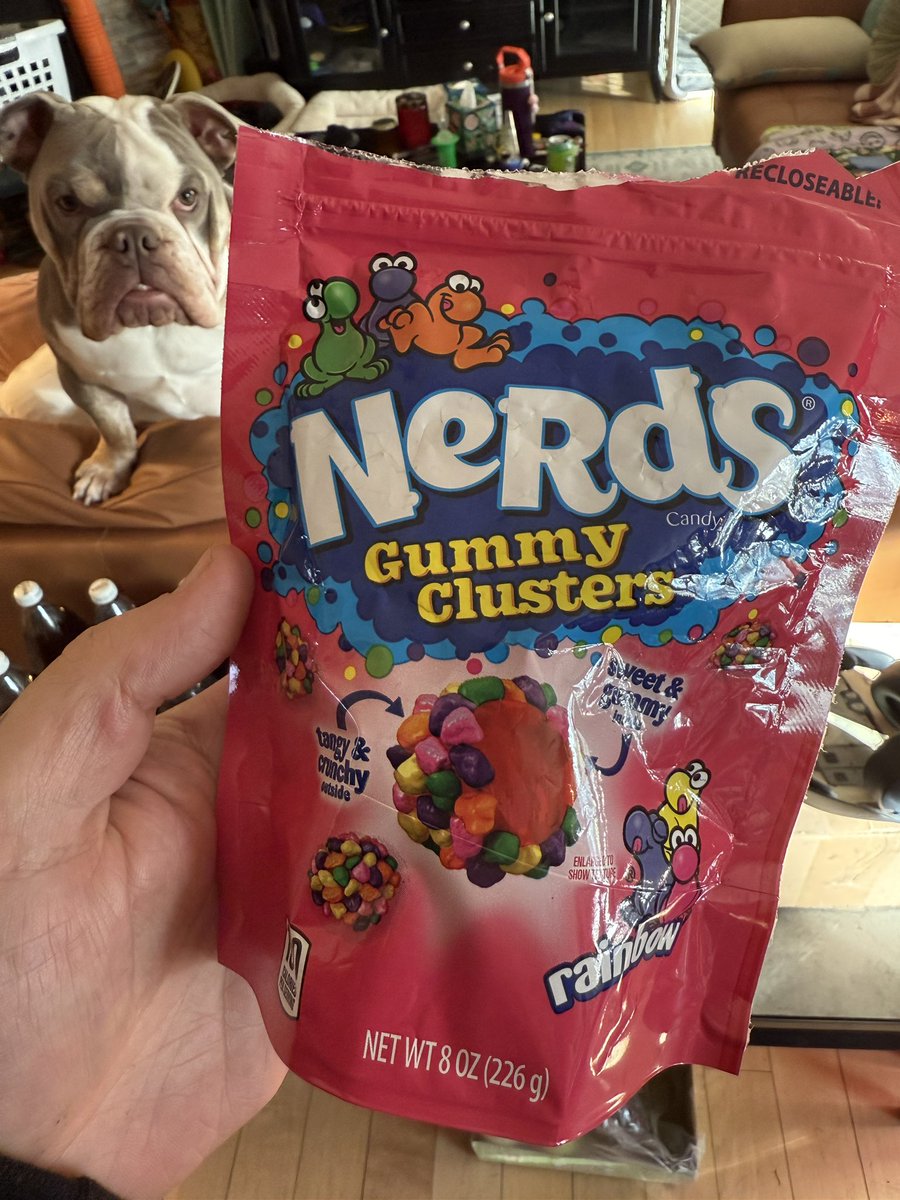 RECLOSEABLE!
NeRdS®
Candy
Gummy
Clusters
sweet &
gummy
tangy &
crunchy
outside
ENLARGED TO
SHOW TEXTURE
rainbow
NET WT 8 OZ (226 g)